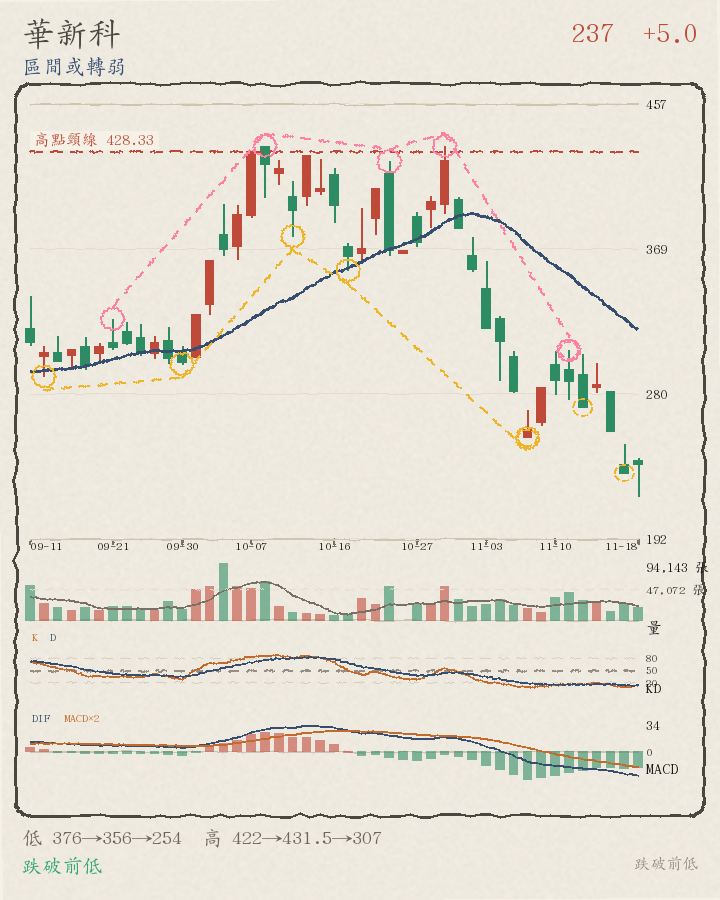 華新科
237 +5.0
區間或轉弱
457
高點頸線 428.33
369
280
192
09-11 09-21 09-30 10-07 10-16 10-27 11-03 11-10 11-18
94,143 張
47,072 張
量
K D
80
50
20
KD
DIF MACD×2
34
0
MACD
低 376→356→254 高 422→431.5→307
跌破前低
跌破前低